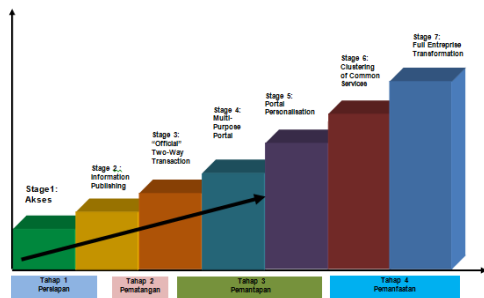 Stage1:
Akses
Stage 2,:
Information
Publishing
Stage 3:
"Official"
Two-Way
Transaction
Stage 4:
Multi-
Purpose
Portal
Stage 5:
Portal
Personalisation
Stage 6:
Clustering
of Common
Services
Stage 7:
Full Entreprise
Transformation
Tahap 1
Persiapan
Tahap 2
Pematangan
Tahap 3
Pemantapan
Tahap 4
Pemanfaatan